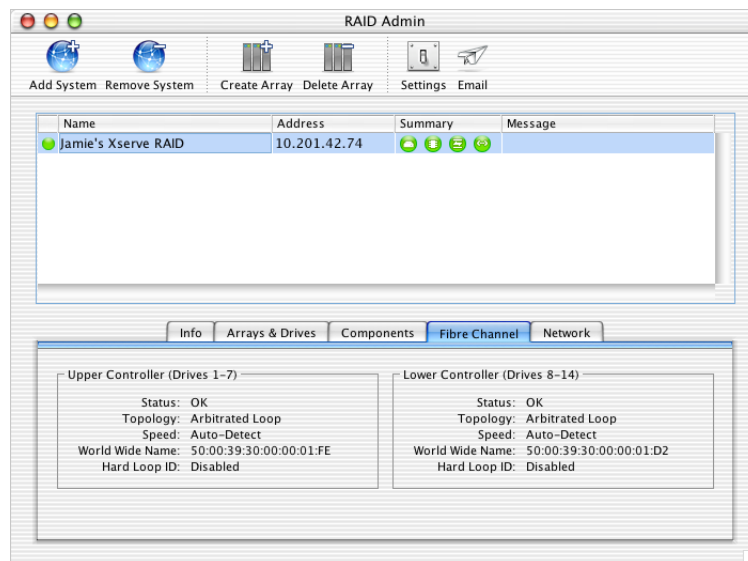 RAID Admin
Add System Remove System Create Array Delete Array Settings Email
Name Address Summary Message
Jamie's Xserve RAID 10.201.42.74
Info Arrays & Drives Components Fibre Channel Network
Upper Controller (Drives 1–7)
Status: OK
Topology: Arbitrated Loop
Speed: Auto–Detect
World Wide Name: 50:00:39:30:00:00:01:FE
Hard Loop ID: Disabled
Lower Controller (Drives 8–14)
Status: OK
Topology: Arbitrated Loop
Speed: Auto–Detect
World Wide Name: 50:00:39:30:00:00:01:D2
Hard Loop ID: Disabled